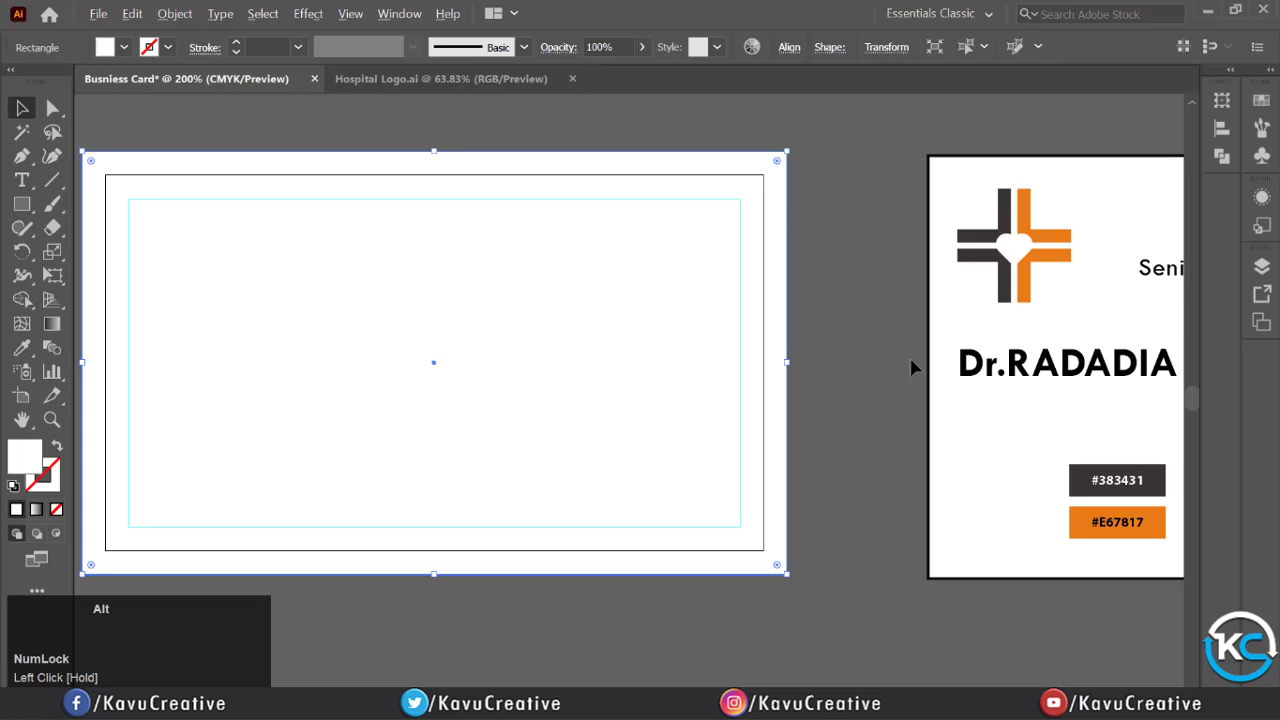 Ai File Edit Object Type Select Effect View Window Help Essentials Classic Search Adobe Stock
Rectangle Stroke: Basic Opacity: 100% Style: Align Shape: Transform
Busniess Card* @ 200% (CMYK/Preview) Hospital Logo.ai @ 63.83% (RGB/Preview)
Seni
Dr.RADADIA
#383431
#E67817
Alt
NumLock
Left Click [Hold]
KC
/KavuCreative /KavuCreative /KavuCreative /KavuCreative